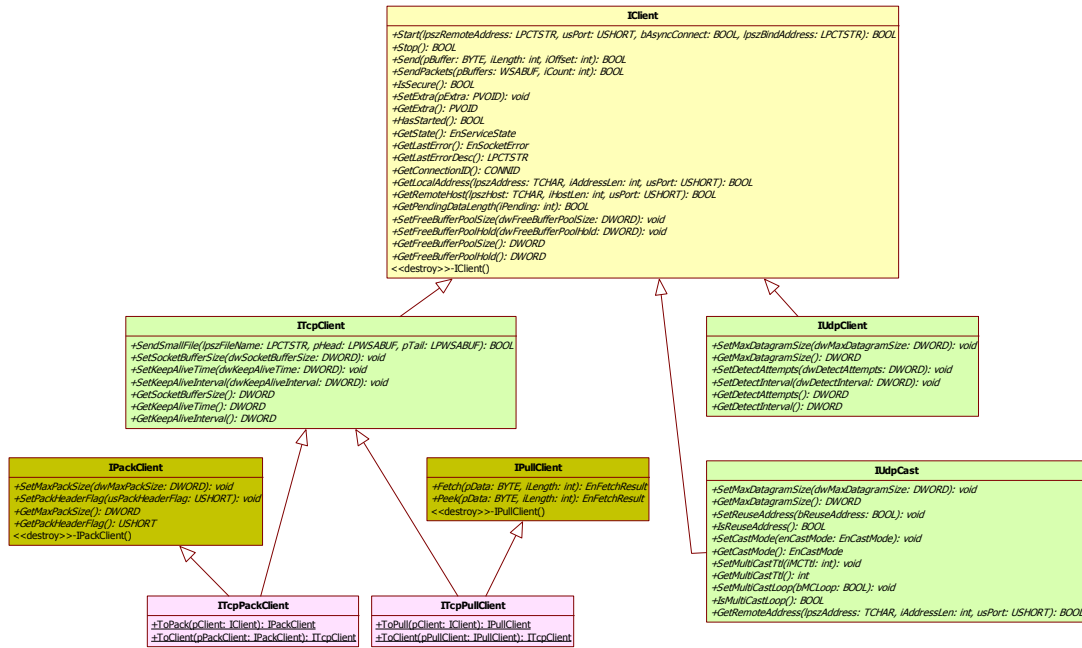 IClient
+Start(lpszRemoteAddress: LPCTSTR, usPort: USHORT, bAsyncConnect: BOOL, lpszBindAddress: LPCTSTR): BOOL
+Stop(): BOOL
+Send(pBuffer: BYTE, iLength: int, iOffset: int): BOOL
+SendPackets(pBuffers: WSABUF, iCount: int): BOOL
+IsSecure(): BOOL
+SetExtra(pExtra: PVOID): void
+GetExtra(): PVOID
+HasStarted(): BOOL
+GetState(): EnServiceState
+GetLastError(): EnSocketError
+GetLastErrorDesc(): LPCTSTR
+GetConnectionID(): CONNID
+GetLocalAddress(lpszAddress: TCHAR, iAddressLen: int, usPort: USHORT): BOOL
+GetRemoteHost(lpszHost: TCHAR, iHostLen: int, usPort: USHORT): BOOL
+GetPendingDataLength(iPending: int): BOOL
+SetFreeBufferPoolSize(dwFreeBufferPoolSize: DWORD): void
+SetFreeBufferPoolHold(dwFreeBufferPoolHold: DWORD): void
+GetFreeBufferPoolSize(): DWORD
+GetFreeBufferPoolHold(): DWORD
<<destroy>>-IClient()
ITcpClient
+SendSmallFile(lpszFileName: LPCTSTR, pHead: LPWSABUF, pTail: LPWSABUF): BOOL
+SetSocketBufferSize(dwSocketBufferSize: DWORD): void
+SetKeepAliveTime(dwKeepAliveTime: DWORD): void
+SetKeepAliveInterval(dwKeepAliveInterval: DWORD): void
+GetSocketBufferSize(): DWORD
+GetKeepAliveTime(): DWORD
+GetKeepAliveInterval(): DWORD
IUdpClient
+SetMaxDatagramSize(dwMaxDatagramSize: DWORD): void
+GetMaxDatagramSize(): DWORD
+SetDetectAttempts(dwDetectAttempts: DWORD): void
+SetDetectInterval(dwDetectInterval: DWORD): void
+GetDetectAttempts(): DWORD
+GetDetectInterval(): DWORD
IPackClient
+SetMaxPackSize(dwMaxPackSize: DWORD): void
+SetPackHeaderFlag(usPackHeaderFlag: USHORT): void
+GetMaxPackSize(): DWORD
+GetPackHeaderFlag(): USHORT
<<destroy>>-IPackClient()
IPullClient
+Fetch(pData: BYTE, iLength: int): EnFetchResult
+Peek(pData: BYTE, iLength: int): EnFetchResult
<<destroy>>-IPullClient()
IUdpCast
+SetMaxDatagramSize(dwMaxDatagramSize: DWORD): void
+GetMaxDatagramSize(): DWORD
+SetReuseAddress(bReuseAddress: BOOL): void
+IsReuseAddress(): BOOL
+SetCastMode(enCastMode: EnCastMode): void
+GetCastMode(): EnCastMode
+SetMultiCastTtl(iMCTtl: int): void
+GetMultiCastTtl(): int
+SetMultiCastLoop(bMCLoop: BOOL): void
+IsMultiCastLoop(): BOOL
+GetRemoteAddress(lpszAddress: TCHAR, iAddressLen: int, usPort: USHORT): BOOL
ITcpPackClient
+ToPack(pClient: IClient): IPackClient
+ToClient(pPackClient: IPackClient): ITcpClient
ITcpPullClient
+ToPull(pClient: IClient): IPullClient
+ToClient(pPullClient: IPullClient): ITcpClient